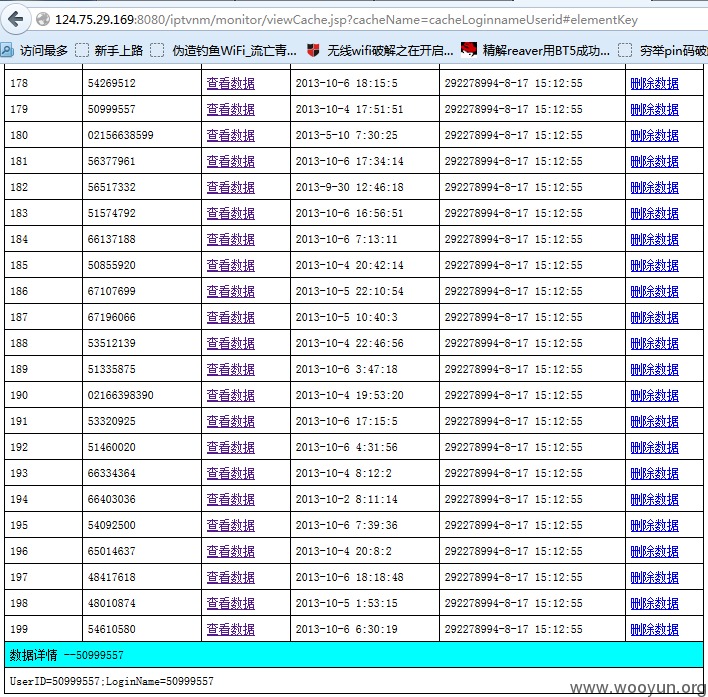 124.75.29.169:8080/iptvnm/monitor/viewCache.jsp?cacheName=cacheLoginnameUserid#elementKey
访问最多 新手上路 伪造钓鱼WiFi_流亡青... 无线wifi破解之在开启... 精解reaver用BT5成功... 穷举pin码破
178 54269512 查看数据 2013-10-6 18:15:5 292278994-8-17 15:12:55 删除数据
179 50999557 查看数据 2013-10-4 17:51:51 292278994-8-17 15:12:55 删除数据
180 02156638599 查看数据 2013-5-10 7:30:25 292278994-8-17 15:12:55 删除数据
181 56377961 查看数据 2013-10-6 17:34:14 292278994-8-17 15:12:55 删除数据
182 56517332 查看数据 2013-9-30 12:46:18 292278994-8-17 15:12:55 删除数据
183 51574792 查看数据 2013-10-6 16:56:51 292278994-8-17 15:12:55 删除数据
184 66137188 查看数据 2013-10-6 7:13:11 292278994-8-17 15:12:55 删除数据
185 50855920 查看数据 2013-10-4 20:42:14 292278994-8-17 15:12:55 删除数据
186 67107699 查看数据 2013-10-5 22:10:54 292278994-8-17 15:12:55 删除数据
187 67196066 查看数据 2013-10-5 10:40:3 292278994-8-17 15:12:55 删除数据
188 53512139 查看数据 2013-10-4 22:46:56 292278994-8-17 15:12:55 删除数据
189 51335875 查看数据 2013-10-6 3:47:18 292278994-8-17 15:12:55 删除数据
190 02166398390 查看数据 2013-10-4 19:53:20 292278994-8-17 15:12:55 删除数据
191 53320925 查看数据 2013-10-6 17:15:5 292278994-8-17 15:12:55 删除数据
192 51460020 查看数据 2013-10-6 4:31:56 292278994-8-17 15:12:55 删除数据
193 66334364 查看数据 2013-10-4 8:12:2 292278994-8-17 15:12:55 删除数据
194 66403036 查看数据 2013-10-2 8:11:14 292278994-8-17 15:12:55 删除数据
195 54092500 查看数据 2013-10-6 7:39:36 292278994-8-17 15:12:55 删除数据
196 65014637 查看数据 2013-10-4 20:8:2 292278994-8-17 15:12:55 删除数据
197 48417618 查看数据 2013-10-6 18:18:48 292278994-8-17 15:12:55 删除数据
198 48010874 查看数据 2013-10-5 1:53:15 292278994-8-17 15:12:55 删除数据
199 54610580 查看数据 2013-10-6 6:30:19 292278994-8-17 15:12:55 删除数据
数据详情 --50999557
UserID=50999557;LoginName=50999557
www.wooyun.org